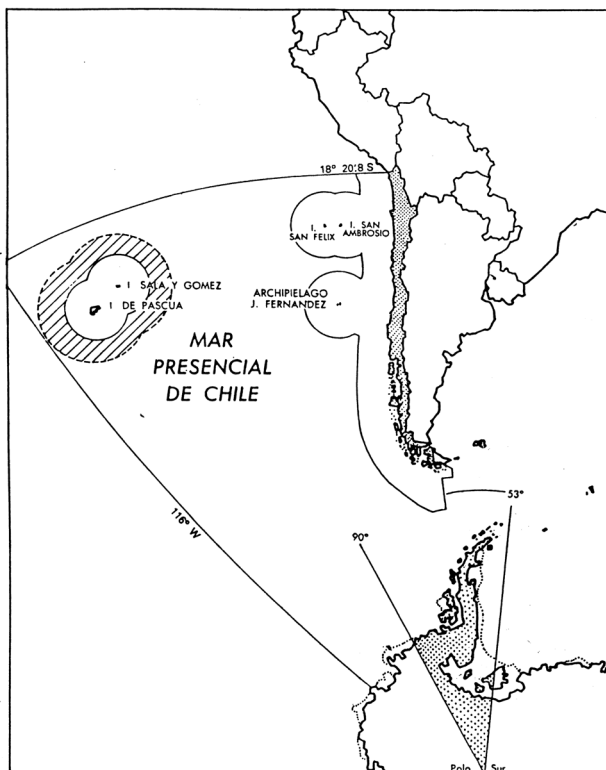 18° 20'8 S
I. SAN FELIX
I. SAN AMBROSIO
I SALA Y GOMEZ
I DE PASCUA
ARCHIPIELAGO
J. FERNANDEZ
MAR
PRESENCIAL
DE CHILE
116° W
53°
90°
Polo Sur